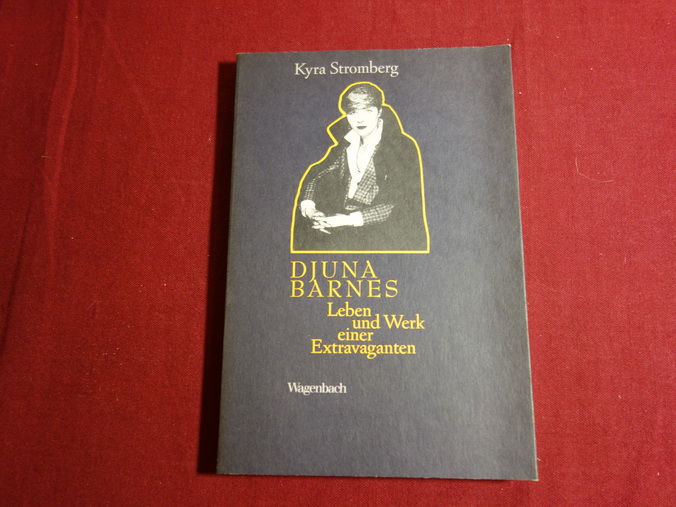 Kyra Stromberg
DJUNA
BARNES
Leben
und Werk
einer
Extravaganten
Wagenbach